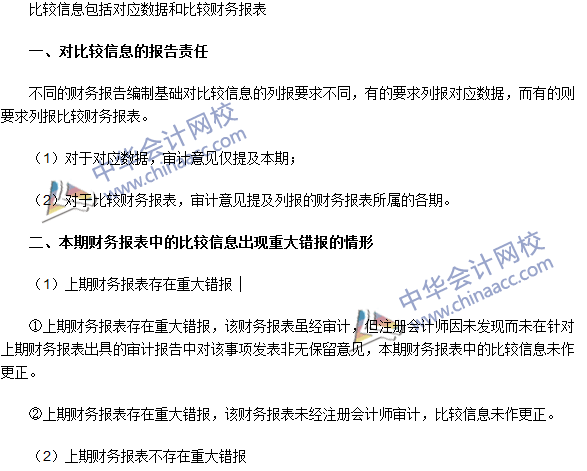 比较信息包括对应数据和比较财务报表
一、对比较信息的报告责任
不同的财务报告编制基础对比较信息的列报要求不同，有的要求列报对应数据，而有的则
要求列报比较财务报表。
（1）对于对应数据，审计意见仅提及本期；
（2）对于比较财务报表，审计意见提及列报的财务报表所属的各期。
二、本期财务报表中的比较信息出现重大错报的情形
（1）上期财务报表存在重大错报
①上期财务报表存在重大错报，该财务报表虽经审计，但注册会计师因未发现而未在针对
上期财务报表出具的审计报告中对该事项发表非无保留意见，本期财务报表中的比较信息未作
更正。
②上期财务报表存在重大错报，该财务报表未经注册会计师审计，比较信息未作更正。
（2）上期财务报表不存在重大错报
中华会计网校
www.chinaacc.com
中华会计网校
www.chinaacc.com